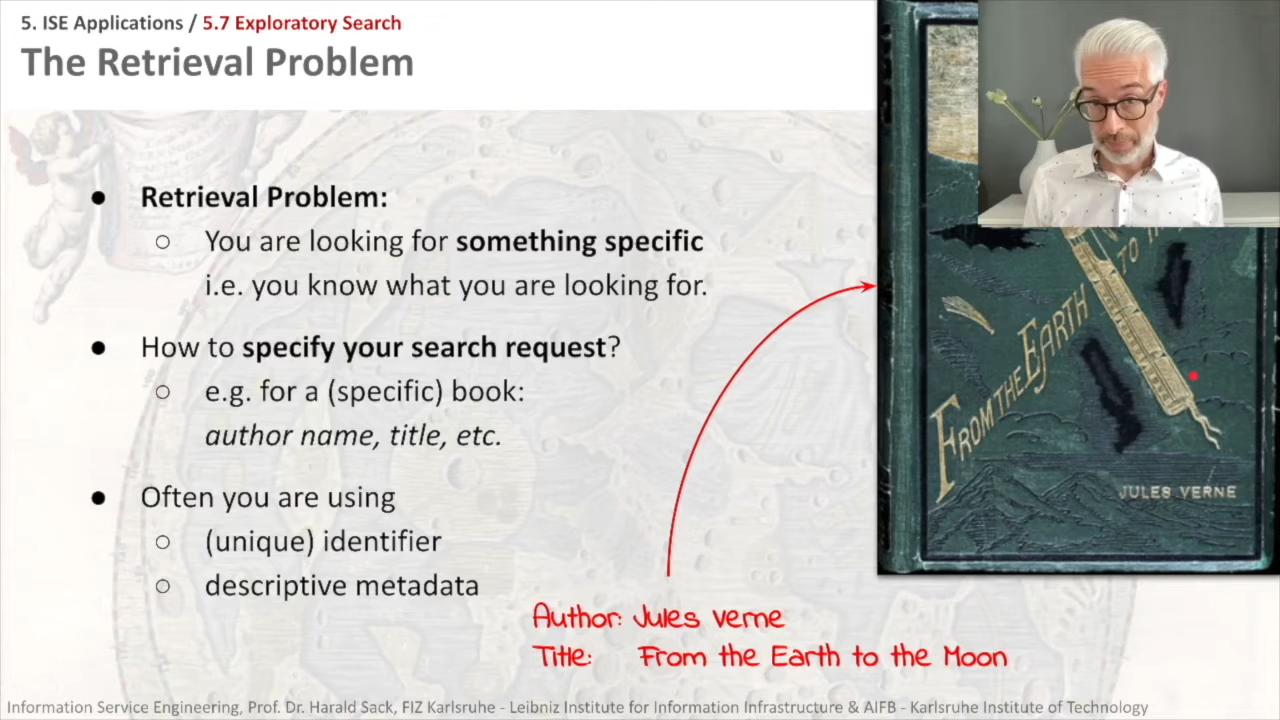 5. ISE Applications / 5.7 Exploratory Search
The Retrieval Problem
● Retrieval Problem:
○ You are looking for something specific
i.e. you know what you are looking for.
● How to specify your search request?
○ e.g. for a (specific) book:
author name, title, etc.
● Often you are using
○ (unique) identifier
○ descriptive metadata
Author: Jules Verne
Title: From the Earth to the Moon
FROM THE EARTH
TO
JULES VERNE
Information Service Engineering, Prof. Dr. Harald Sack, FIZ Karlsruhe - Leibniz Institute for Information Infrastructure & AIFB - Karlsruhe Institute of Technology